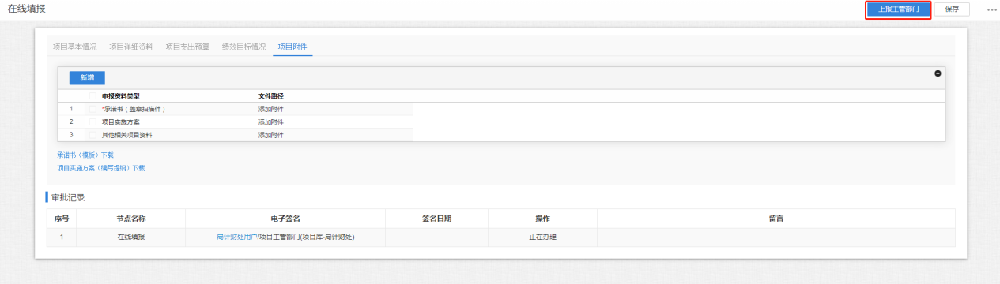 在线填报 上报主管部门 保存
项目基本情况 项目详细资料 项目支出预算 绩效目标情况 项目附件
新增
申报资料类型 文件路径
1 *承诺书（盖章扫描件） 添加附件
2 项目实施方案 添加附件
3 其他相关项目资料 添加附件
承诺书（模板）下载
项目实施方案（编写提纲）下载
审批记录
序号 节点名称 电子签名 签名日期 操作 留言
1 在线填报 局计财处用户/项目主管部门(项目库-局计财处) 正在办理